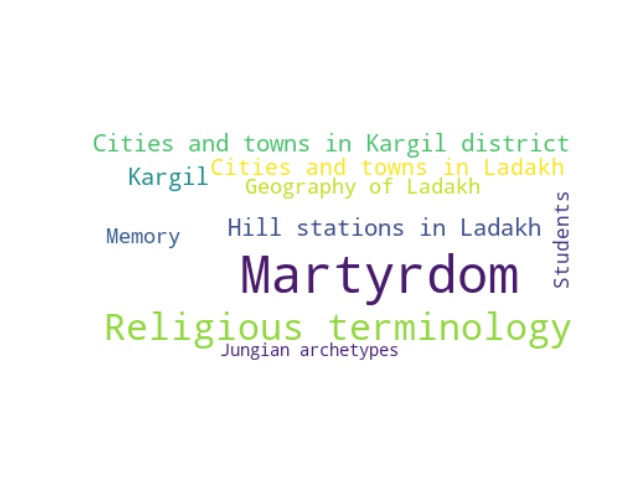 Cities and towns in Kargil district
Cities and towns in Ladakh
Kargil
Geography of Ladakh
Students
Hill stations in Ladakh
Memory
Martyrdom
Religious terminology
Jungian archetypes